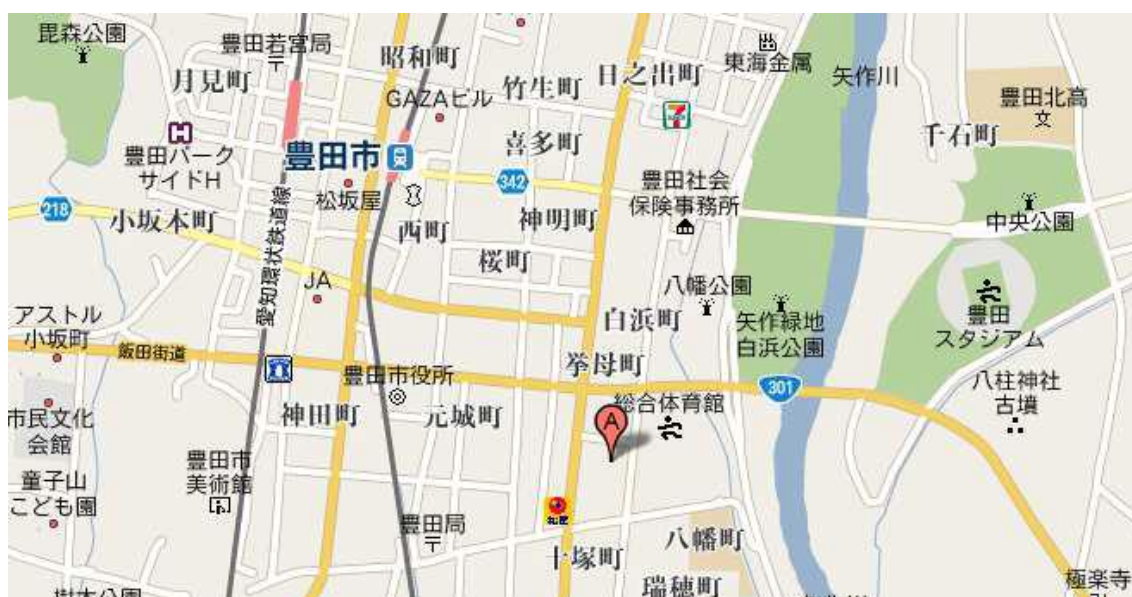 毘森公園
豊田若宮局
昭和町
月見町
GAZAビル
竹生町
日之出町
東海金属
矢作川
豊田北高
千石町
豊田パーク
サイドH
豊田市
喜多町
342
松坂屋
豊田社会
保険事務所
218
小坂本町
西町
神明町
中央公園
愛知環状鉄道線
桜町
JA
八幡公園
白浜町
矢作緑地
白浜公園
豊田
スタジアム
アストル
小坂町
飯田街道
豊田市役所
挙母町
301
八柱神社
古墳
市民文化
会館
神田町
元城町
総合体育館
A
豊田市
美術館
童子山
こども園
豊田局
十塚町
八幡町
瑞穂町
極楽寺